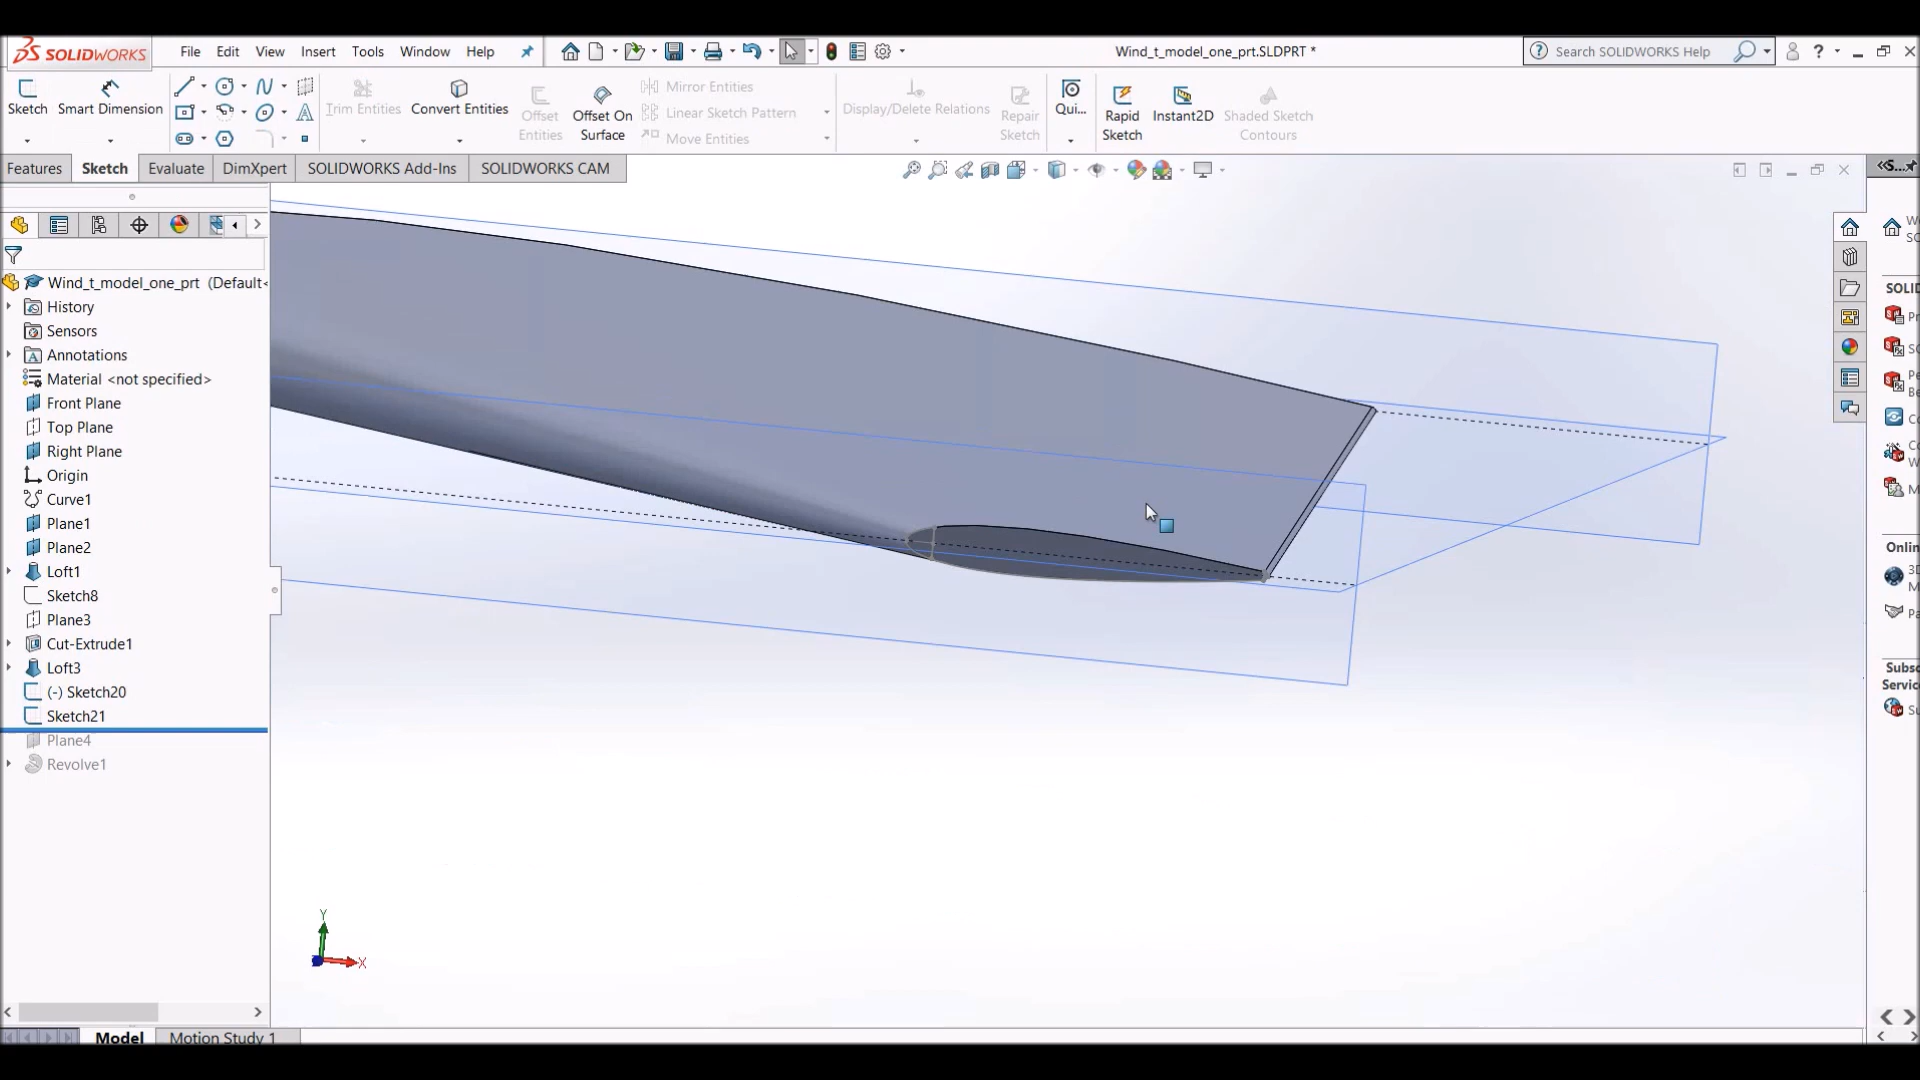 SOLIDWORKS File Edit View Insert Tools Window Help Wind_t_model_one_prt.SLDPRT * Search SOLIDWORKS Help ?
Sketch Smart Dimension Trim Entities Convert Entities Offset Entities Offset On Surface Mirror Entities Linear Sketch Pattern Move Entities Display/Delete Relations Repair Sketch Qui... Rapid Sketch Instant2D Shaded Sketch Contours
Features Sketch Evaluate DimXpert SOLIDWORKS Add-Ins SOLIDWORKS CAM
«S...
Wind_t_model_one_prt (Default<
History
Sensors
Annotations
Material <not specified>
Front Plane
Top Plane
Right Plane
Origin
Curve1
Plane1
Plane2
Loft1
Sketch8
Plane3
Cut-Extrude1
Loft3
(-) Sketch20
Sketch21
Plane4
Revolve1
Y
X
SOLID
Onlin
Subsc
Servic
Model Motion Study 1